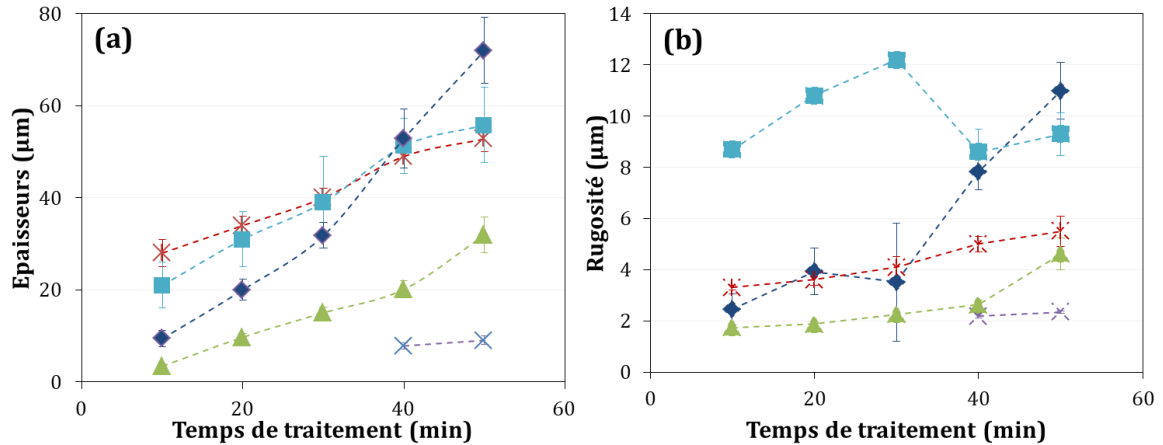 (a)
Epaisseurs (µm)
80
60
40
20
0
0 20 40 60
Temps de traitement (min)
(b)
Rugosité (µm)
14
12
10
8
6
4
2
0
0 20 40 60
Temps de traitement (min)